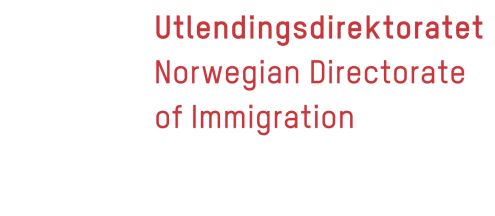 Utlendingsdirektoratet
Norwegian Directorate
of Immigration